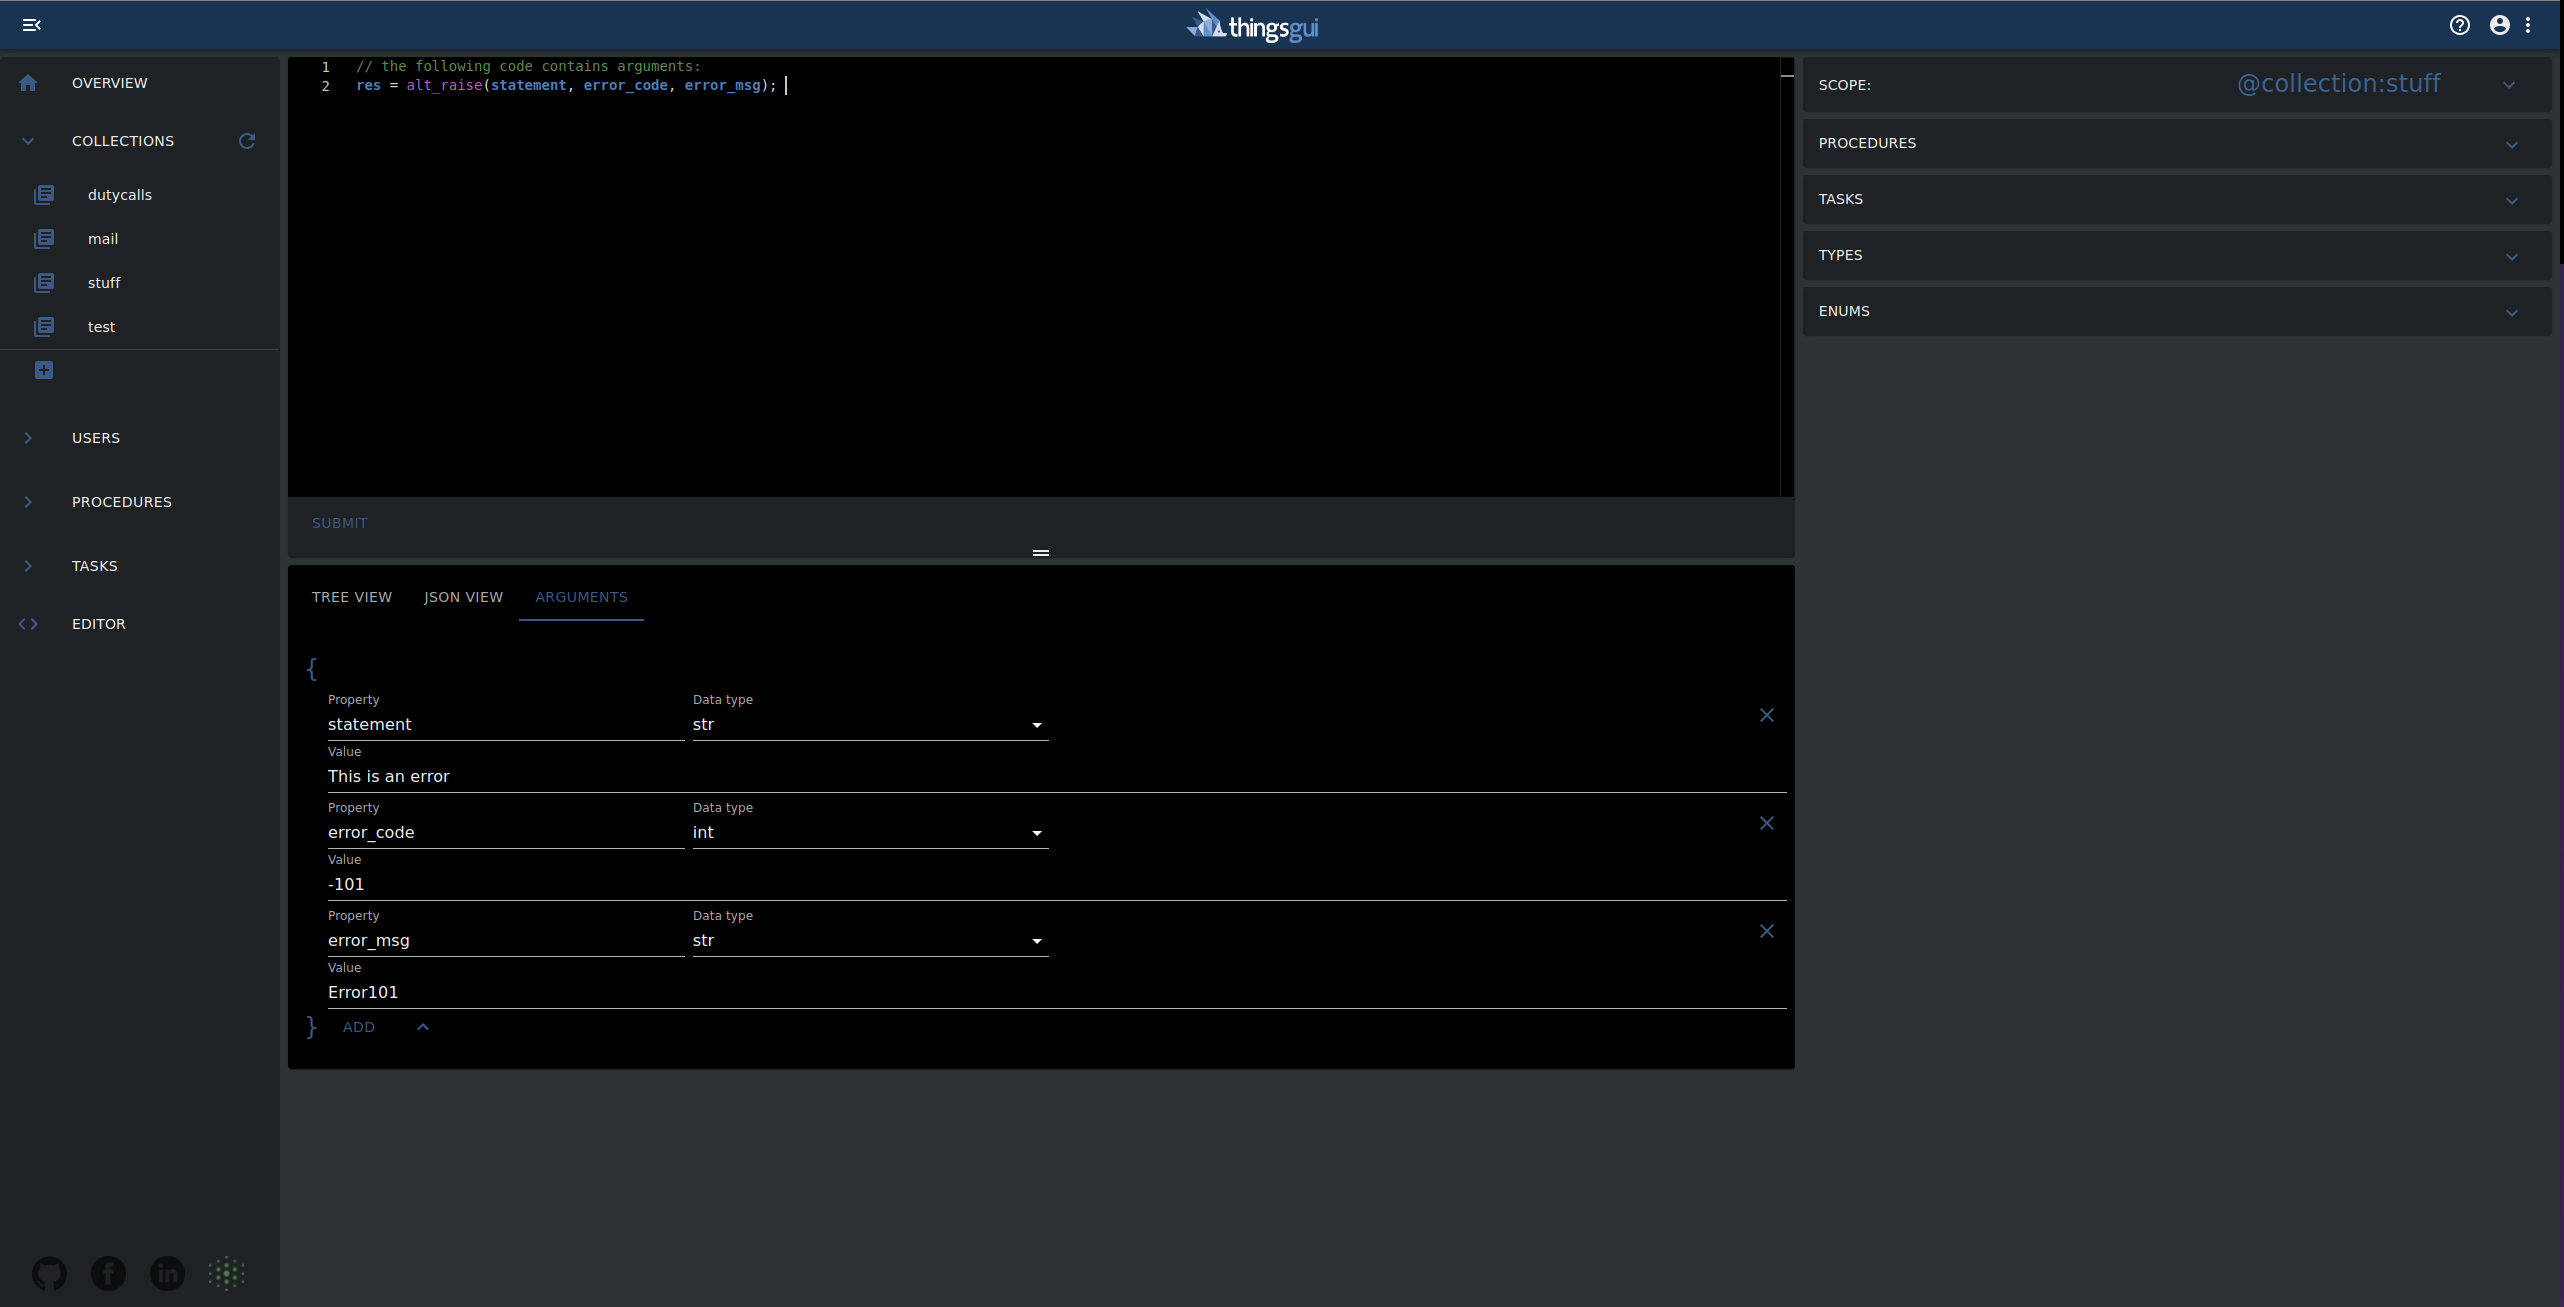 thingsgui
OVERVIEW
COLLECTIONS
dutycalls
mail
stuff
test
USERS
PROCEDURES
TASKS
EDITOR
1 // the following code contains arguments:
2 res = alt_raise(statement, error_code, error_msg);
SUBMIT
TREE VIEW JSON VIEW ARGUMENTS
{
Property Data type
statement str
Value
This is an error
Property Data type
error_code int
Value
-101
Property Data type
error_msg str
Value
Error101
} ADD
SCOPE: @collection:stuff
PROCEDURES
TASKS
TYPES
ENUMS